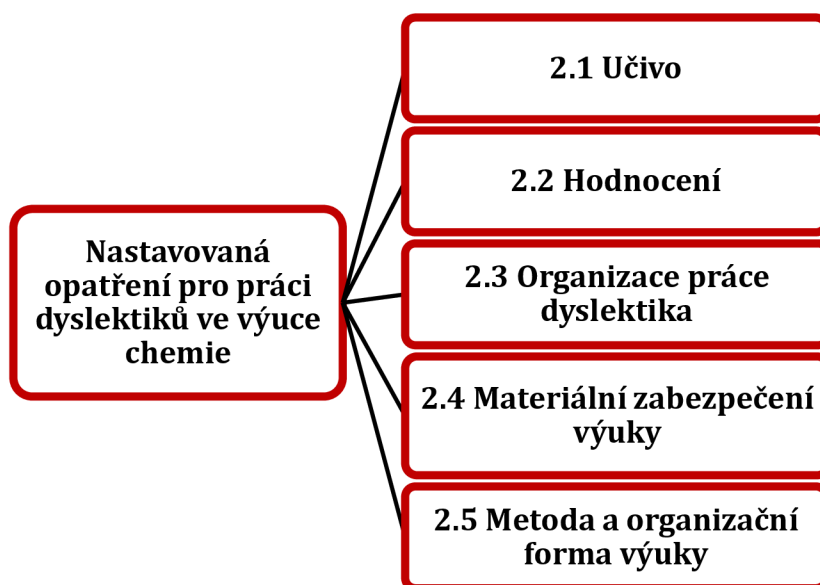 Nastavovaná
opatření pro práci
dyslektiků ve výuce
chemie
2.1 Učivo
2.2 Hodnocení
2.3 Organizace práce
dyslektika
2.4 Materiální zabezpečení
výuky
2.5 Metoda a organizační
forma výuky